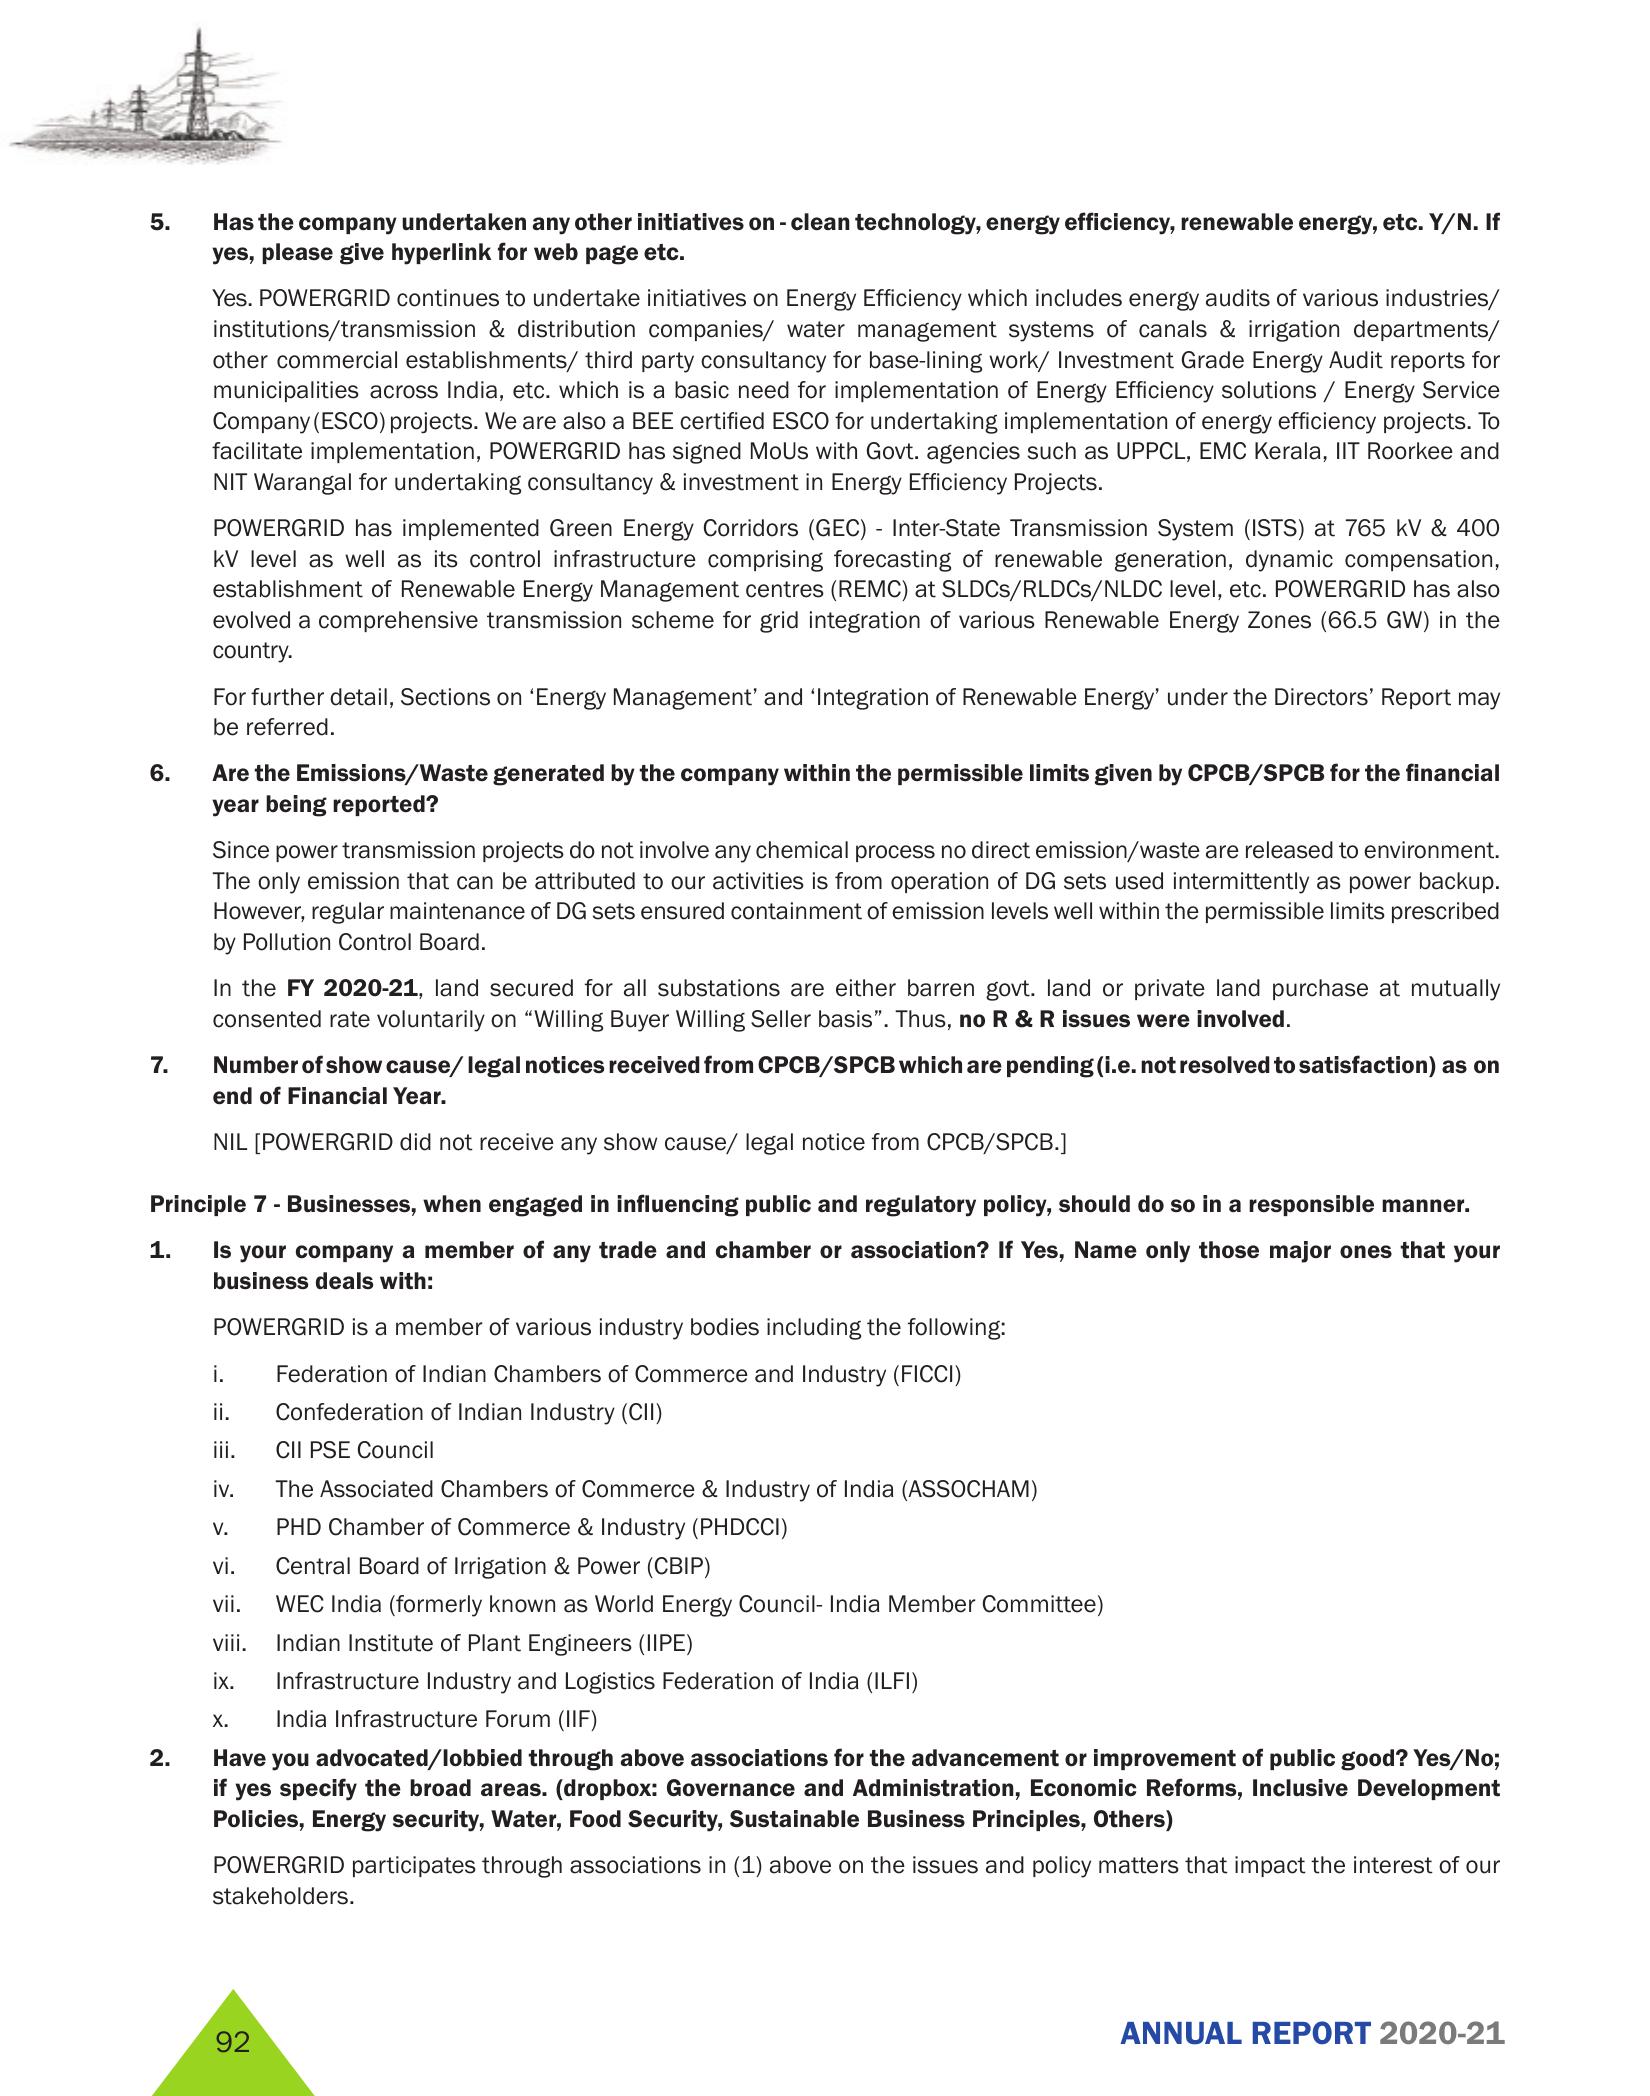 5. Has the company undertaken any other initiatives on - clean technology, energy efficiency, renewable energy, etc. Y/N. If
yes, please give hyperlink for web page etc.
Yes. POWERGRID continues to undertake initiatives on Energy Efficiency which includes energy audits of various industries/
institutions/transmission & distribution companies/ water management systems of canals & irrigation departments/
other commercial establishments/ third party consultancy for base-lining work/ Investment Grade Energy Audit reports for
municipalities across India, etc. which is a basic need for implementation of Energy Efficiency solutions / Energy Service
Company (ESCO) projects. We are also a BEE certified ESCO for undertaking implementation of energy efficiency projects. To
facilitate implementation, POWERGRID has signed MoUs with Govt. agencies such as UPPCL, EMC Kerala, IIT Roorkee and
NIT Warangal for undertaking consultancy & investment in Energy Efficiency Projects.
POWERGRID has implemented Green Energy Corridors (GEC) - Inter-State Transmission System (ISTS) at 765 kV & 400
kV level as well as its control infrastructure comprising forecasting of renewable generation, dynamic compensation,
establishment of Renewable Energy Management centres (REMC) at SLDCs/RLDCs/NLDC level, etc. POWERGRID has also
evolved a comprehensive transmission scheme for grid integration of various Renewable Energy Zones (66.5 GW) in the
country.
For further detail, Sections on ‘Energy Management’ and ‘Integration of Renewable Energy’ under the Directors’ Report may
be referred.
6. Are the Emissions/Waste generated by the company within the permissible limits given by CPCB/SPCB for the financial
year being reported?
Since power transmission projects do not involve any chemical process no direct emission/waste are released to environment.
The only emission that can be attributed to our activities is from operation of DG sets used intermittently as power backup.
However, regular maintenance of DG sets ensured containment of emission levels well within the permissible limits prescribed
by Pollution Control Board.
In the FY 2020-21, land secured for all substations are either barren govt. land or private land purchase at mutually
consented rate voluntarily on “Willing Buyer Willing Seller basis”. Thus, no R & R issues were involved.
7. Number of show cause/ legal notices received from CPCB/SPCB which are pending (i.e. not resolved to satisfaction) as on
end of Financial Year.
NIL [POWERGRID did not receive any show cause/ legal notice from CPCB/SPCB.]
Principle 7 - Businesses, when engaged in influencing public and regulatory policy, should do so in a responsible manner.
1. Is your company a member of any trade and chamber or association? If Yes, Name only those major ones that your
business deals with:
POWERGRID is a member of various industry bodies including the following:
i. Federation of Indian Chambers of Commerce and Industry (FICCI)
ii. Confederation of Indian Industry (CII)
iii. CII PSE Council
iv. The Associated Chambers of Commerce & Industry of India (ASSOCHAM)
v. PHD Chamber of Commerce & Industry (PHDCCI)
vi. Central Board of Irrigation & Power (CBIP)
vii. WEC India (formerly known as World Energy Council- India Member Committee)
viii. Indian Institute of Plant Engineers (IIPE)
ix. Infrastructure Industry and Logistics Federation of India (ILFI)
x. India Infrastructure Forum (IIF)
2. Have you advocated/lobbied through above associations for the advancement or improvement of public good? Yes/No;
if yes specify the broad areas. (dropbox: Governance and Administration, Economic Reforms, Inclusive Development
Policies, Energy security, Water, Food Security, Sustainable Business Principles, Others)
POWERGRID participates through associations in (1) above on the issues and policy matters that impact the interest of our
stakeholders.
92
ANNUAL REPORT 2020-21